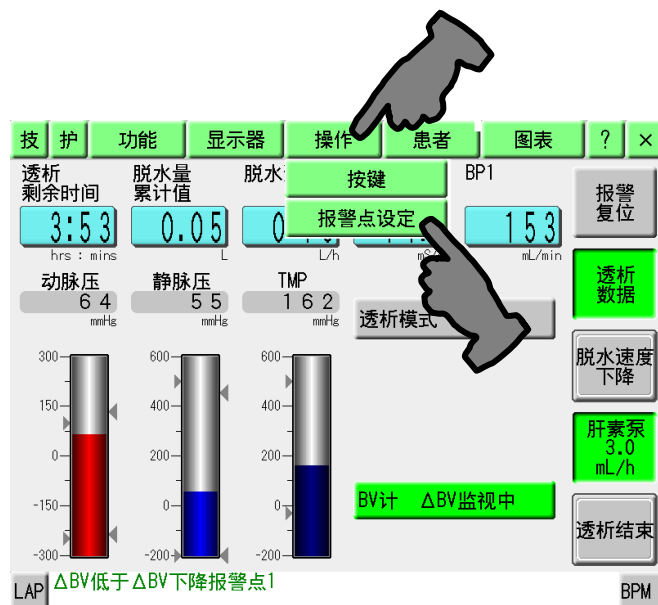 技 护 功能 显示器 操作 患者 图表 ? ×
按键
报警点设定
透析
剩余时间
3:53
hrs : mins
脱水量
累计值
0.05
L
脱水
L/h
BP1
153
mL/min
报警
复位
动脉压
64
mmHg
静脉压
55
mmHg
TMP
162
mmHg
透析模式
透析
数据
脱水速度
下降
肝素泵
3.0
mL/h
透析结束
300
150
0
-150
-300
600
400
200
0
-200
600
400
200
0
-200
BV计 ΔBV监视中
LAP ΔBV低于ΔBV下降报警点1 BPM